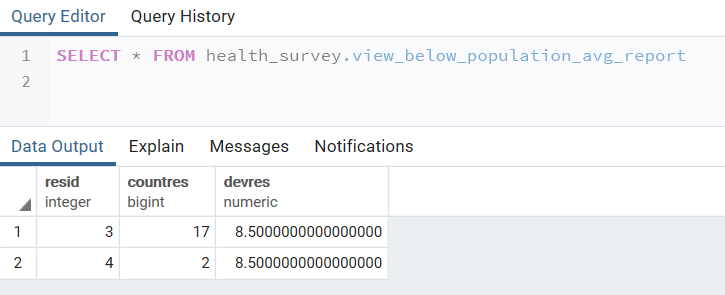 Query Editor Query History
1 SELECT * FROM health_survey.view_below_population_avg_report
2
Data Output Explain Messages Notifications
resid countres devres
integer bigint numeric
1 3 17 8.5000000000000000
2 4 2 8.5000000000000000